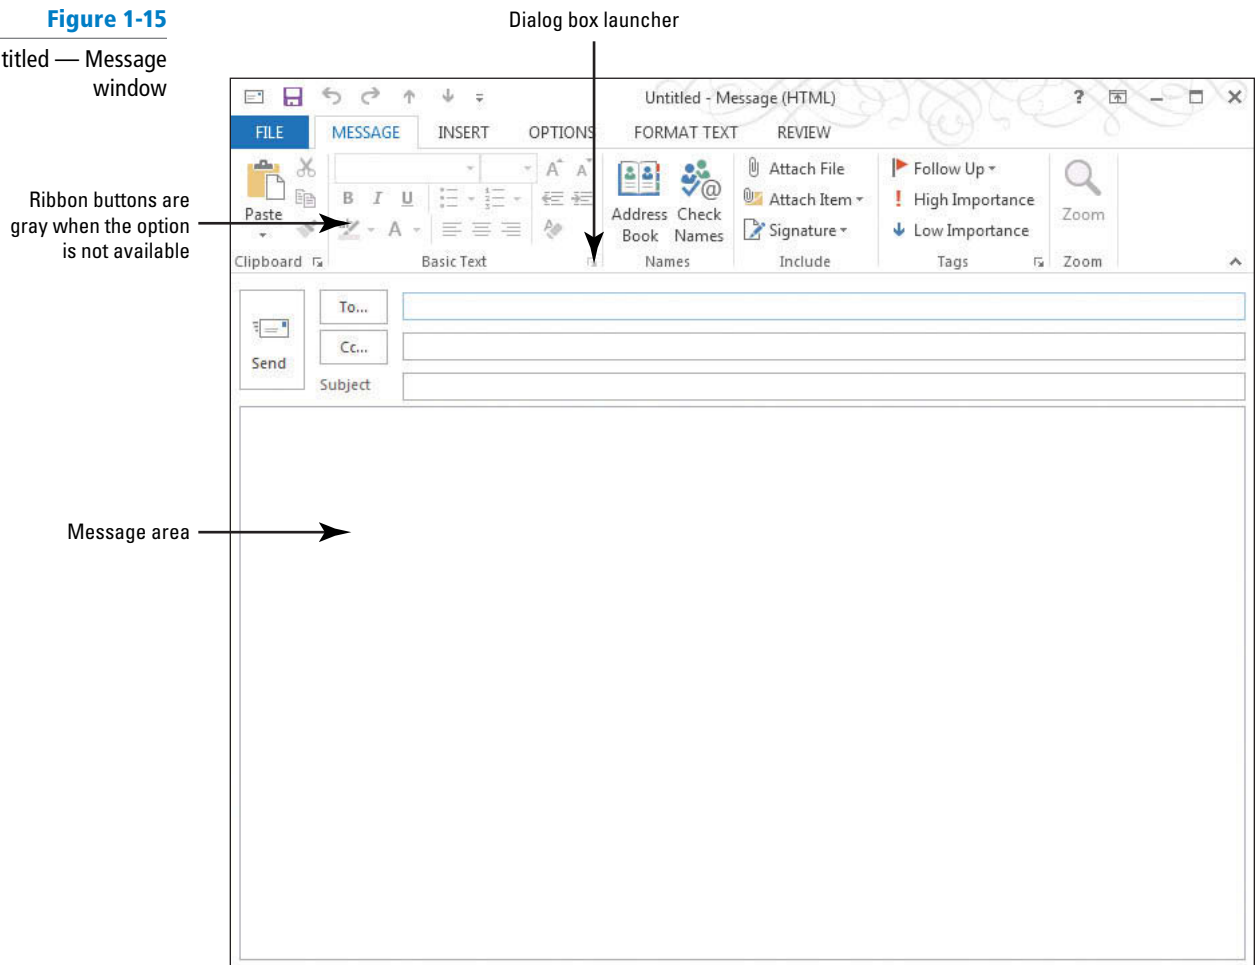 Figure 1-15
titled — Message
window
Dialog box launcher
Untitled - Message (HTML)
?
FILE MESSAGE INSERT OPTIONS FORMAT TEXT REVIEW
Ribbon buttons are
gray when the option
is not available
Paste
B I U
A A
A
Address
Book
Check
Names
Attach File
Attach Item
Signature
Follow Up
High Importance
Low Importance
Zoom
Clipboard Basic Text Names Include Tags Zoom
Send
To...
Cc...
Subject
Message area